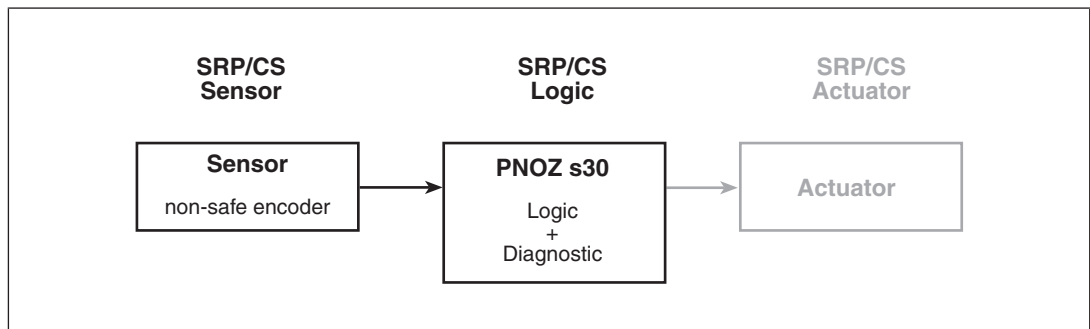 SRP/CS
Sensor
SRP/CS
Logic
SRP/CS
Actuator
Sensor
non-safe encoder
PNOZ s30
Logic
+
Diagnostic
Actuator